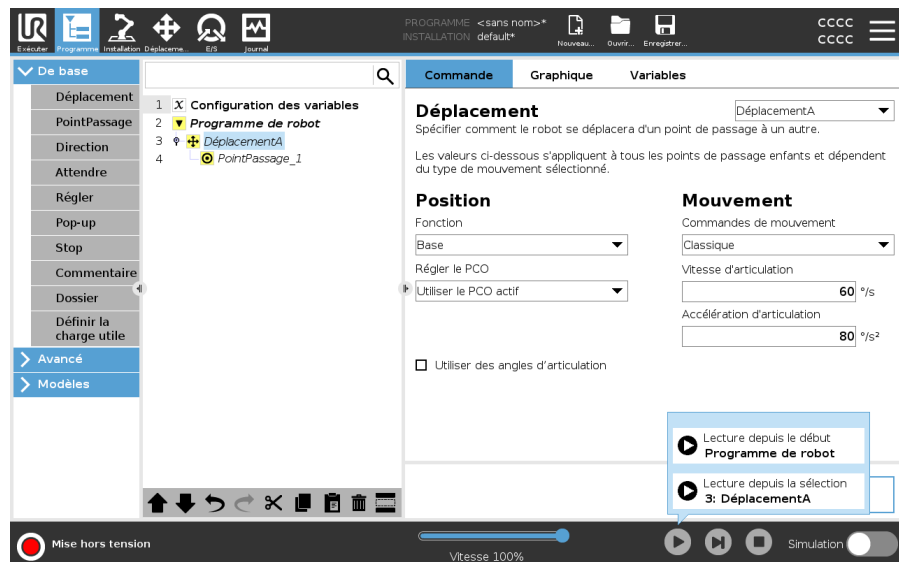 PROGRAMME <sans nom>*
INSTALLATION default*
CCCC
CCCC
Exécuter
Programme
Installation
Déplaceme...
E/S
Journal
Nouveau...
Ouvrir...
Enregistrer...
De base
Déplacement
PointPassage
Direction
Attendre
Régler
Pop-up
Stop
Commentaire
Dossier
Définir la
charge utile
Avancé
Modèles
1 x Configuration des variables
2 Programme de robot
3 DéplacementA
4 PointPassage_1
Commande Graphique Variables
Déplacement
DéplacementA
Spécifier comment le robot se déplacera d'un point de passage à un autre.
Les valeurs ci-dessous s'appliquent à tous les points de passage enfants et dépendent
du type de mouvement sélectionné.
Position
Fonction
Base
Régler le PCO
Utiliser le PCO actif
Utiliser des angles d'articulation
Mouvement
Commandes de mouvement
Classique
Vitesse d'articulation
60 °/s
Accélération d'articulation
80 °/s²
Lecture depuis le début
Programme de robot
Lecture depuis la sélection
3: DéplacementA
Mise hors tension
Vitesse 100%
Simulation